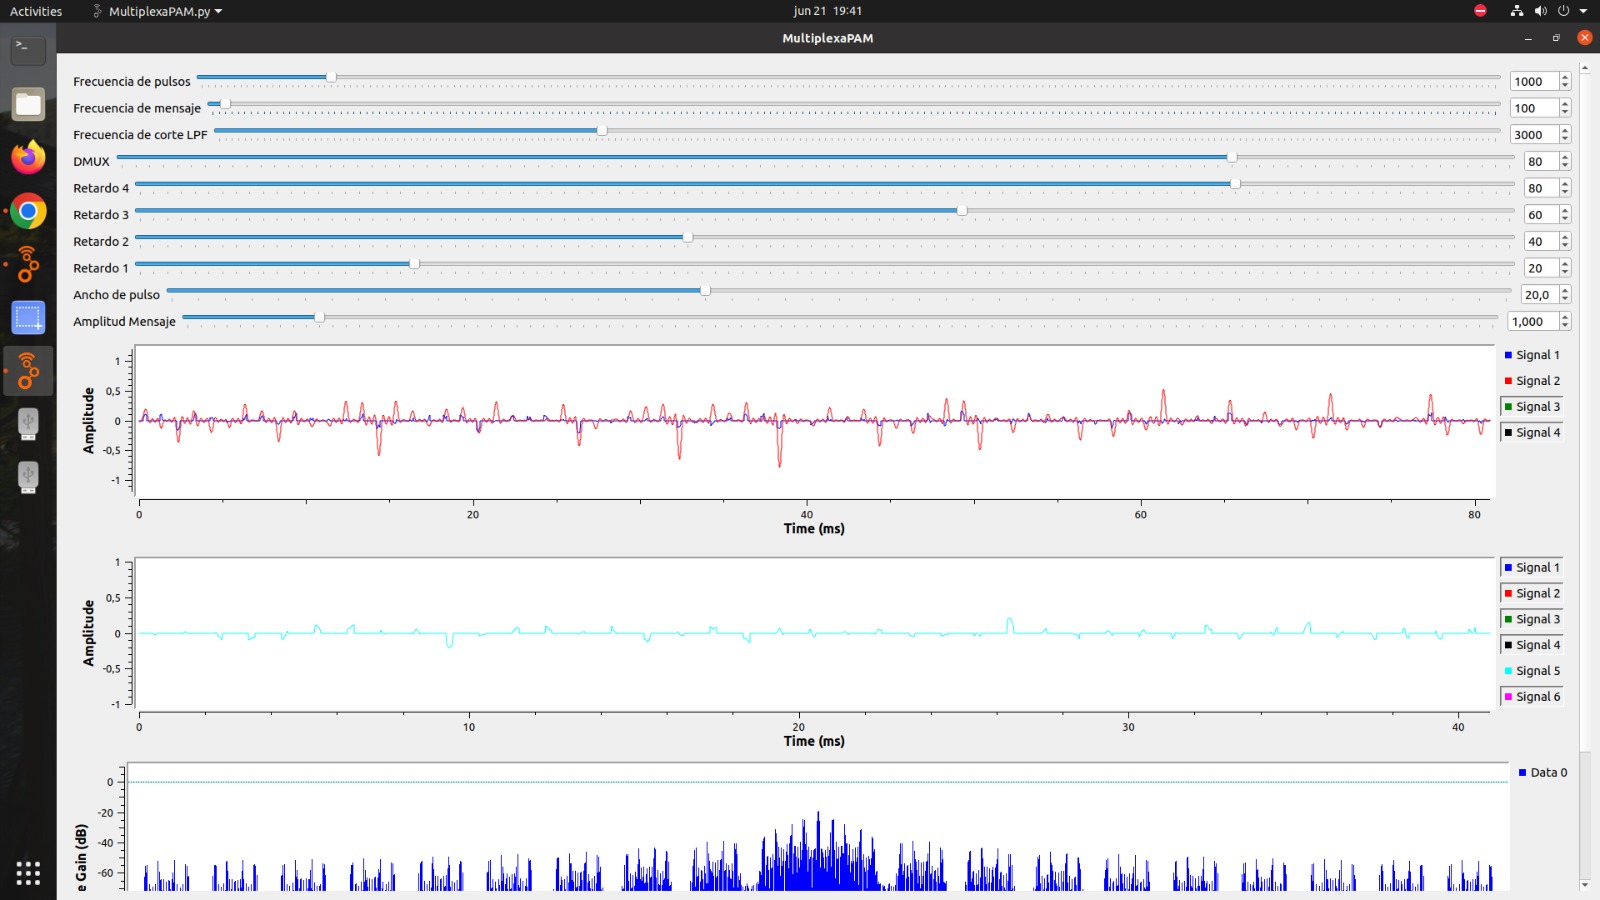 Activities MultiplexaPAM.py jun 21 19:41
MultiplexaPAM
Frecuencia de pulsos 1000
Frecuencia de mensaje 100
Frecuencia de corte LPF 3000
DMUX 80
Retardo 4 80
Retardo 3 60
Retardo 2 40
Retardo 1 20
Ancho de pulso 20,0
Amplitud Mensaje 1,000
Amplitude
1
0,5
0
-0,5
-1
0 20 40 60 80
Time (ms)
Signal 1
Signal 2
Signal 3
Signal 4
Amplitude
1
0,5
0
-0,5
-1
0 10 20 30 40
Time (ms)
Signal 1
Signal 2
Signal 3
Signal 4
Signal 5
Signal 6
e Gain (dB)
0
-20
-40
-60
Data 0